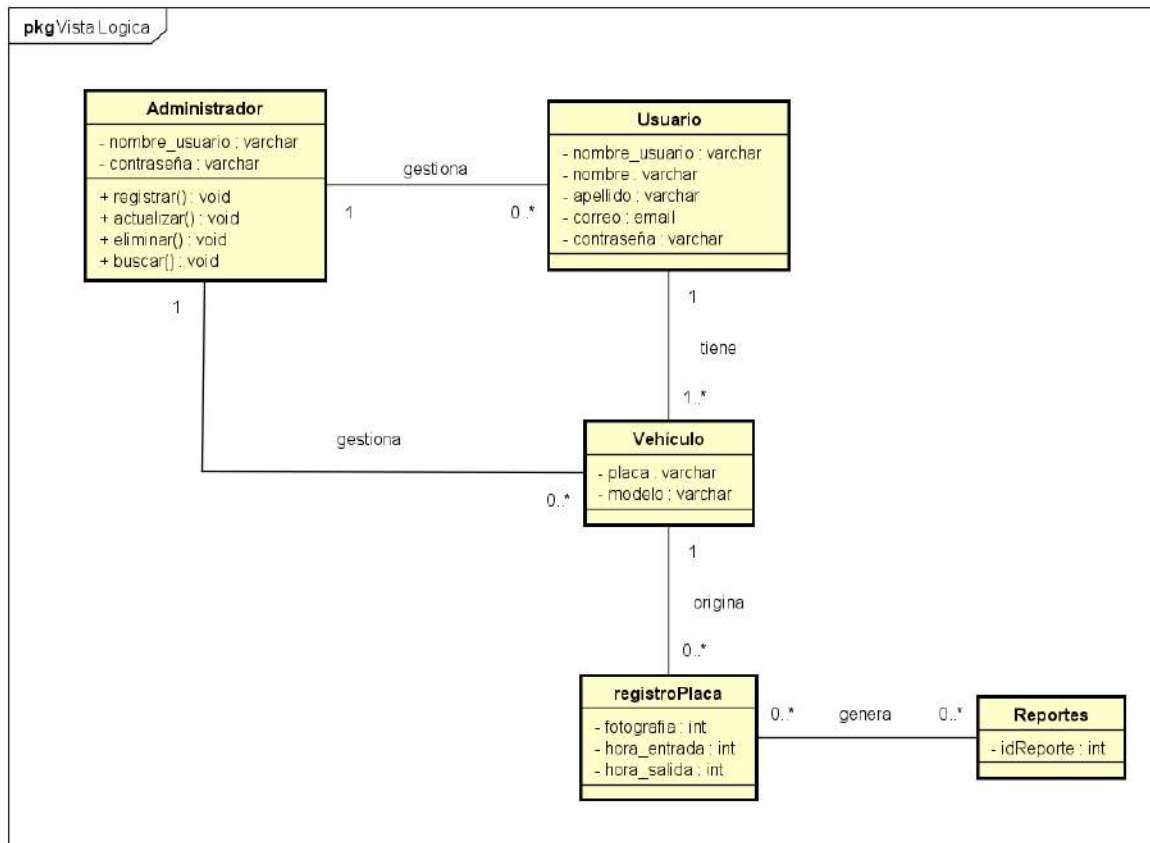 pkg Vista Logica
Administrador
- nombre_usuario : varchar
- contraseña : varchar
+ registrar() : void
+ actualizar() : void
+ eliminar() : void
+ buscar() : void
gestiona
1
0..*
Usuario
- nombre_usuario : varchar
- nombre : varchar
- apellido : varchar
- correo : email
- contraseña : varchar
1
tiene
1..*
1
gestiona
0..*
Vehículo
- placa : varchar
- modelo : varchar
1
origina
0..*
registroPlaca
- fotografia : int
- hora_entrada : int
- hora_salida : int
0..* genera 0..*
Reportes
- idReporte : int